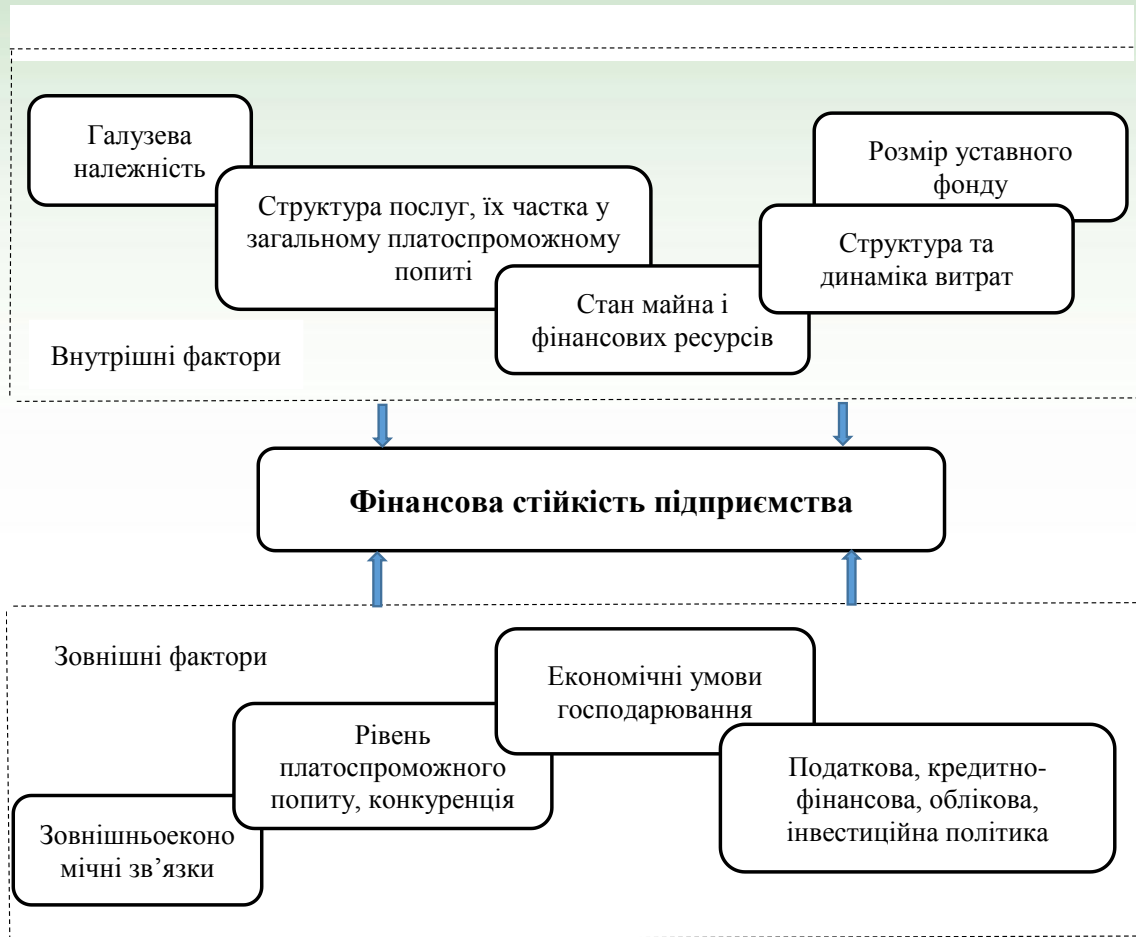 Галузева
належність
Розмір уставного
фонду
Структура послуг, їх частка у
загальному платоспроможному
попиті
Структура та
динаміка витрат
Стан майна і
фінансових ресурсів
Внутрішні фактори
Фінансова стійкість підприємства
Зовнішні фактори
Економічні умови
господарювання
Рівень
платоспроможного
попиту, конкуренція
Податкова, кредитно-
фінансова, облікова,
інвестиційна політика
Зовнішньоеконо
мічні зв’язки